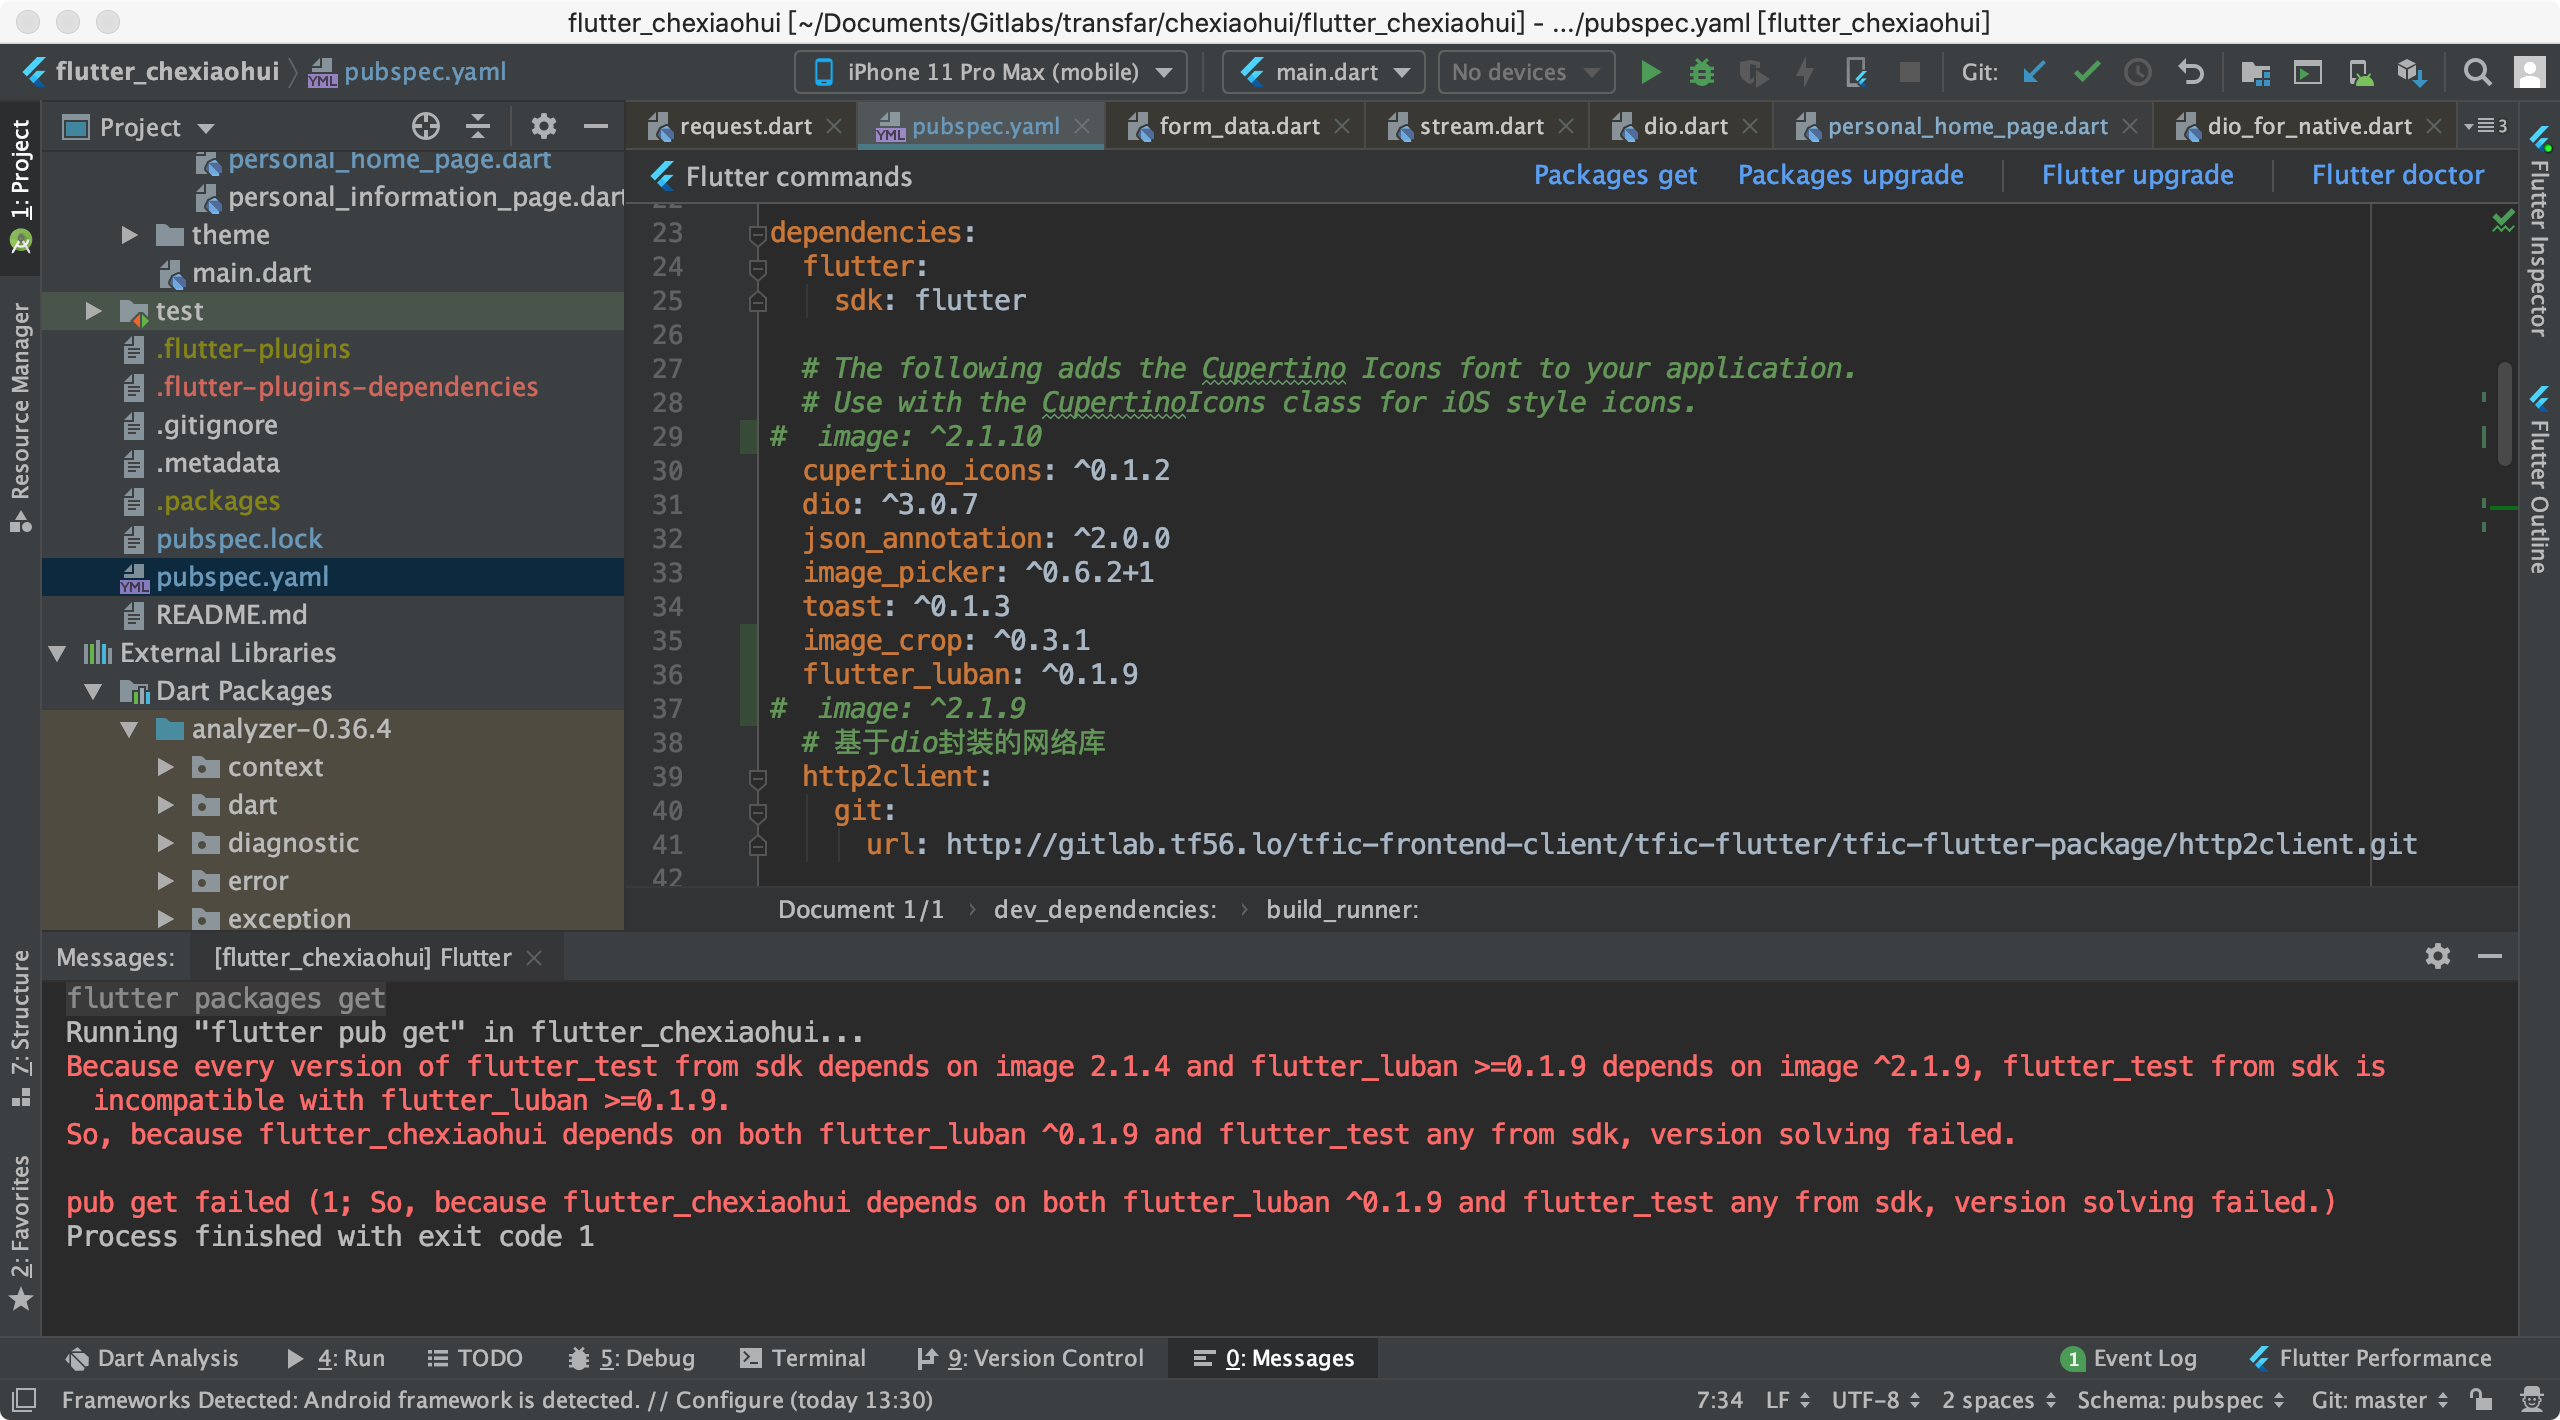 flutter_chexiaohui [~/Documents/Gitlabs/transfar/chexiaohui/flutter_chexiaohui] - .../pubspec.yaml [flutter_chexiaohui]
flutter_chexiaohui pubspec.yaml iPhone 11 Pro Max (mobile) main.dart No devices Git:
1: Project
Resource Manager
7: Structure
2: Favorites
Project
personal_home_page.dart
personal_information_page.dart
theme
main.dart
test
.flutter-plugins
.flutter-plugins-dependencies
.gitignore
.metadata
.packages
pubspec.lock
pubspec.yaml
README.md
External Libraries
Dart Packages
analyzer-0.36.4
context
dart
diagnostic
error
exception
request.dart pubspec.yaml form_data.dart stream.dart dio.dart personal_home_page.dart dio_for_native.dart 3
Flutter commands Packages get Packages upgrade Flutter upgrade Flutter doctor
22
23 dependencies:
24 flutter:
25 sdk: flutter
26
27 # The following adds the Cupertino Icons font to your application.
28 # Use with the CupertinoIcons class for iOS style icons.
29 # image: ^2.1.10
30 cupertino_icons: ^0.1.2
31 dio: ^3.0.7
32 json_annotation: ^2.0.0
33 image_picker: ^0.6.2+1
34 toast: ^0.1.3
35 image_crop: ^0.3.1
36 flutter_luban: ^0.1.9
37 # image: ^2.1.9
38 # 基于dio封装的网络库
39 http2client:
40 git:
41 url: http://gitlab.tf56.lo/tfic-frontend-client/tfic-flutter/tfic-flutter-package/http2client.git
42
Document 1/1 › dev_dependencies: › build_runner:
Flutter Inspector
Flutter Outline
Messages: [flutter_chexiaohui] Flutter
flutter packages get
Running "flutter pub get" in flutter_chexiaohui...
Because every version of flutter_test from sdk depends on image 2.1.4 and flutter_luban >=0.1.9 depends on image ^2.1.9, flutter_test from sdk is
incompatible with flutter_luban >=0.1.9.
So, because flutter_chexiaohui depends on both flutter_luban ^0.1.9 and flutter_test any from sdk, version solving failed.
pub get failed (1; So, because flutter_chexiaohui depends on both flutter_luban ^0.1.9 and flutter_test any from sdk, version solving failed.)
Process finished with exit code 1
Dart Analysis 4: Run TODO 5: Debug Terminal 9: Version Control 0: Messages 1 Event Log Flutter Performance
Frameworks Detected: Android framework is detected. // Configure (today 13:30) 7:34 LF UTF-8 2 spaces Schema: pubspec Git: master